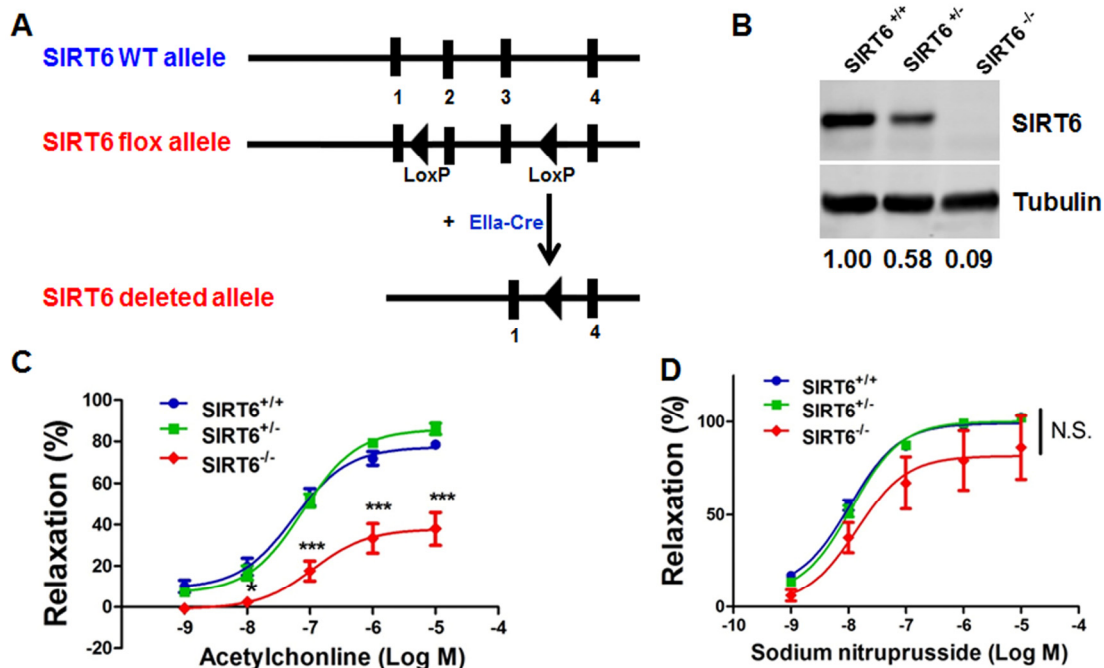 A
SIRT6 WT allele
1 2 3 4
SIRT6 flox allele
LoxP LoxP
+ EIIa-Cre
SIRT6 deleted allele
1 4
B
SIRT6+/+ SIRT6+/- SIRT6-/-
SIRT6
Tubulin
1.00 0.58 0.09
C
SIRT6+/+
SIRT6+/-
SIRT6-/-
Relaxation (%)
100
80
60
40
20
0
-20
*
***
***
***
-9 -8 -7 -6 -5 -4
Acetylchonline (Log M)
D
SIRT6+/+
SIRT6+/-
SIRT6-/-
Relaxation (%)
100
50
0
N.S.
-10 -9 -8 -7 -6 -5 -4
Sodium nitruprusside (Log M)